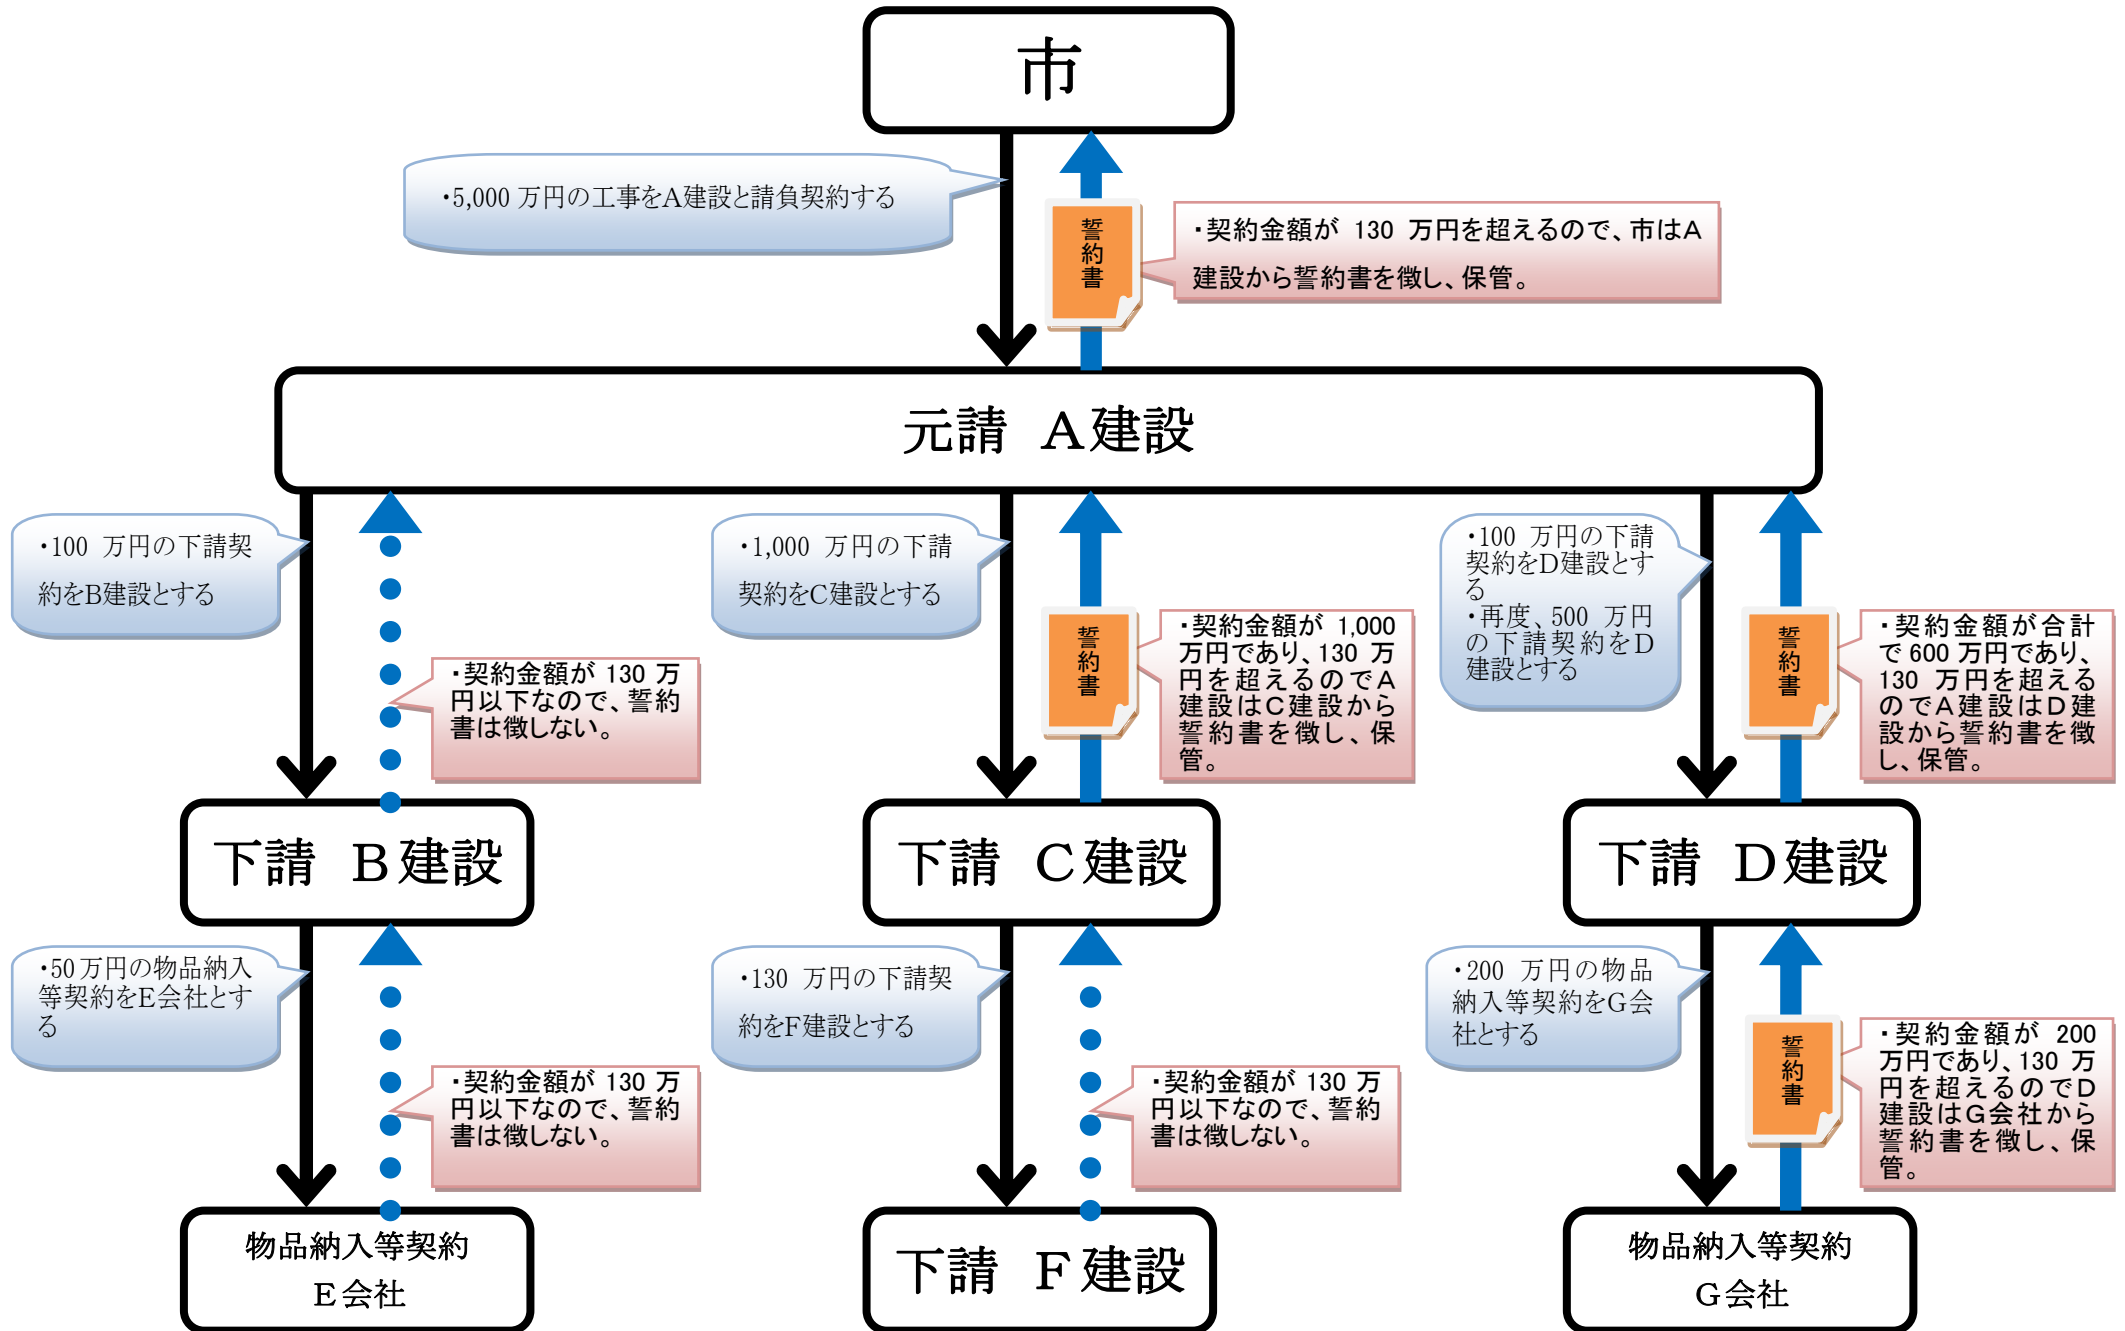 市
・5,000 万円の工事をA建設と請負契約する
誓約書
・契約金額が 130 万円を超えるので、市はA
建設から誓約書を徴し、保管。
元請 A建設
・100 万円の下請契
約をB建設とする
・契約金額が 130 万
円以下なので、誓約
書は徴しない。
・1,000 万円の下請
契約をC建設とする
誓約書
・契約金額が 1,000
万円であり、130 万
円を超えるのでA
建設はC建設から
誓約書を徴し、保
管。
・100 万円の下請
契約をD建設とす
る
・再度、500 万円
の下請契約をD
建設とする
誓約書
・契約金額が合計
で 600 万円であり、
130 万円を超える
のでA建設はD建
設から誓約書を徴
し、保管。
下請 B建設
下請 C建設
下請 D建設
・50 万円の物品納入
等契約をE会社とす
る
・契約金額が 130 万
円以下なので、誓約
書は徴しない。
・130 万円の下請契
約をF建設とする
・契約金額が 130 万
円以下なので、誓約
書は徴しない。
・200 万円の物品
納入等契約をG会
社とする
誓約書
・契約金額が 200
万円であり、130 万
円を超えるのでD
建設はG会社から
誓約書を徴し、保
管。
物品納入等契約
E会社
下請 F建設
物品納入等契約
G会社